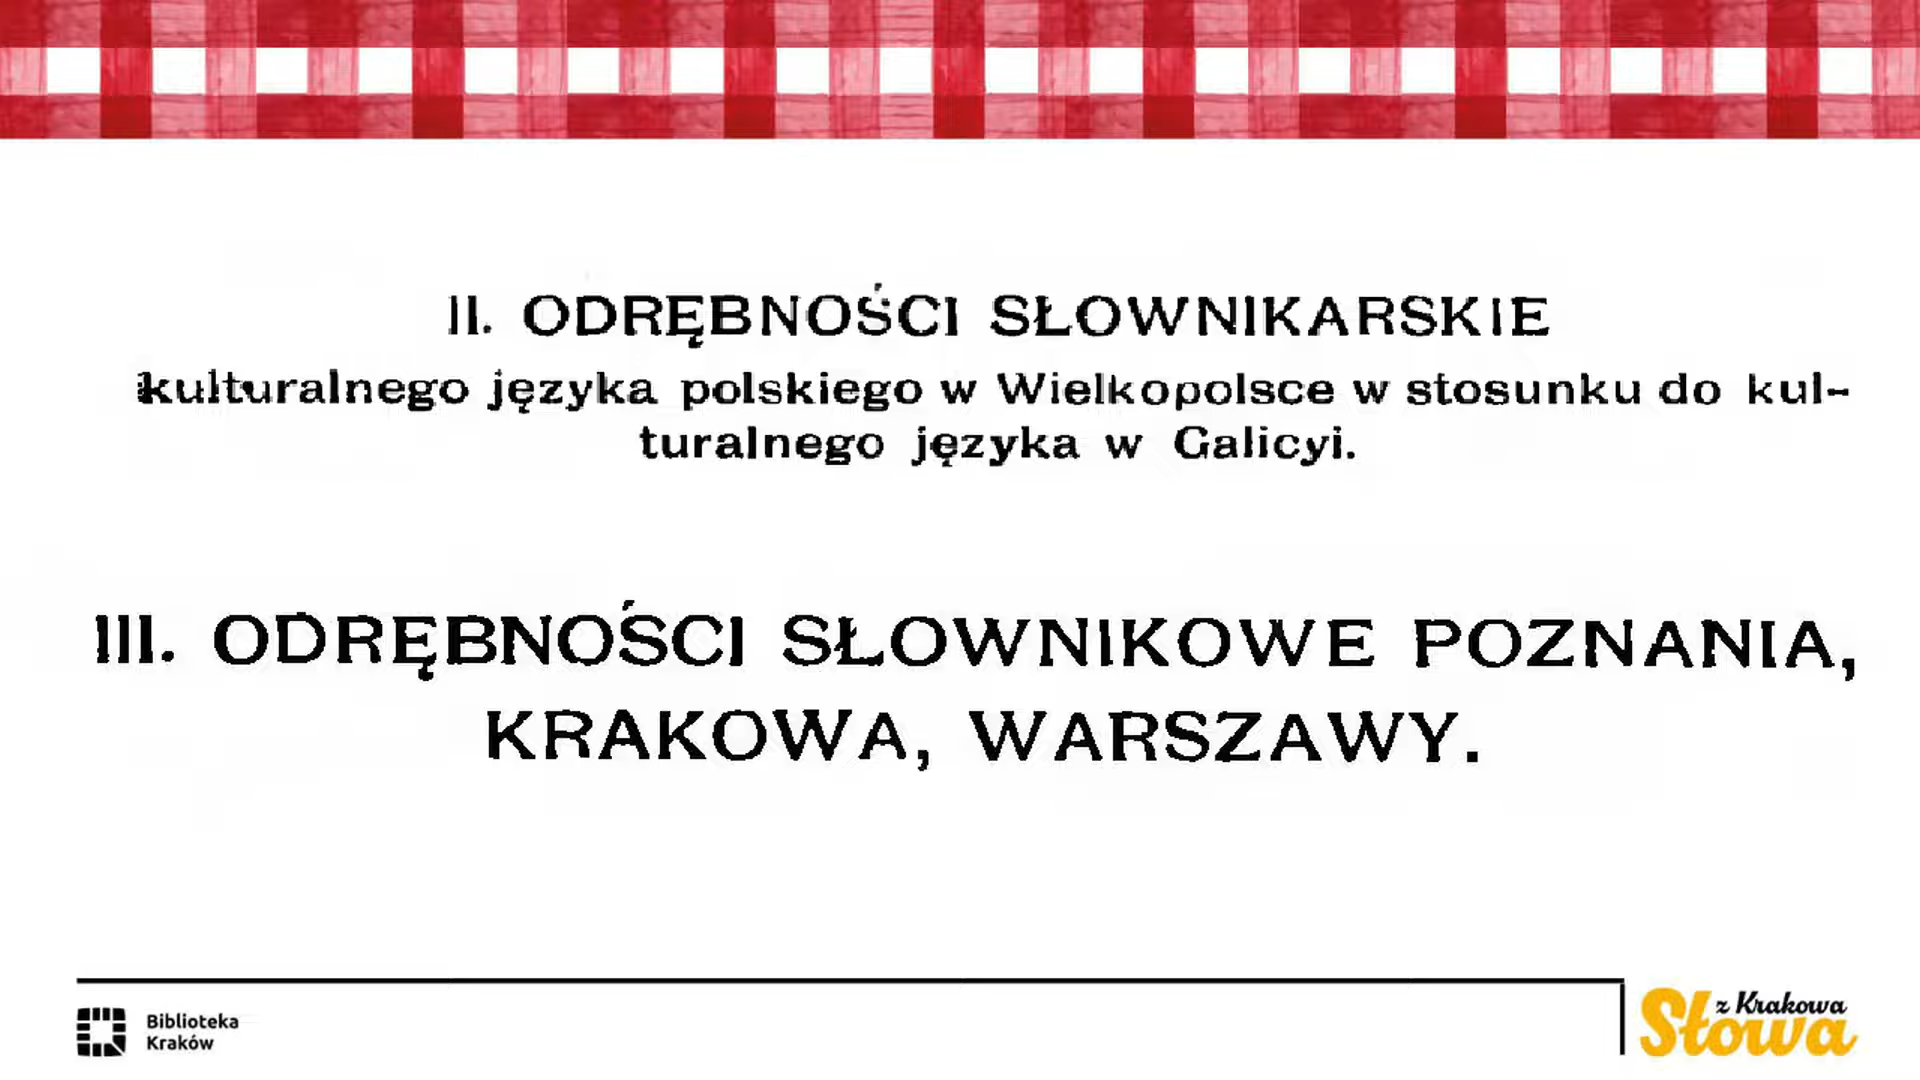 II. ODRĘBNOŚCI SŁOWNIKARSKIE
kulturalnego języka polskiego w Wielkopolsce w stosunku do kul-
turalnego języka w Galicyi.
III. ODRĘBNOŚCI SŁOWNIKOWE POZNANIA,
KRAKOWA, WARSZAWY.
Biblioteka
Kraków
z Krakowa
Słowa